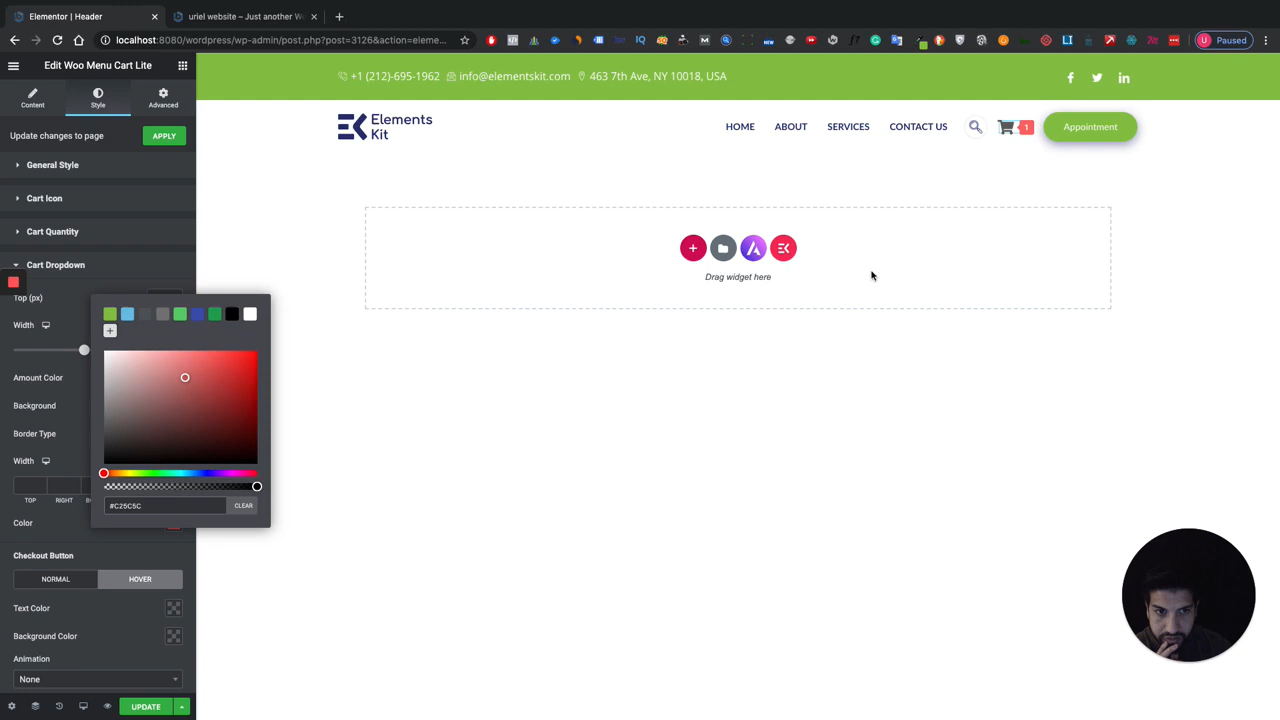 Elementor | Header
uriel website – Just another W
localhost:8080/wordpress/wp-admin/post.php?post=3126&action=eleme...
Paused
Edit Woo Menu Cart Lite
Content
Style
Advanced
Update changes to page
APPLY
General Style
Cart Icon
Cart Quantity
Cart Dropdown
Top (px)
Width
Amount Color
Background
Border Type
Width
TOP
RIGHT
Color
#C25C5C
CLEAR
Checkout Button
NORMAL
HOVER
Text Color
Background Color
Animation
None
UPDATE
+1 (212)-695-1962
info@elementskit.com
463 7th Ave, NY 10018, USA
Elements
Kit
HOME
ABOUT
SERVICES
CONTACT US
1
Appointment
Drag widget here